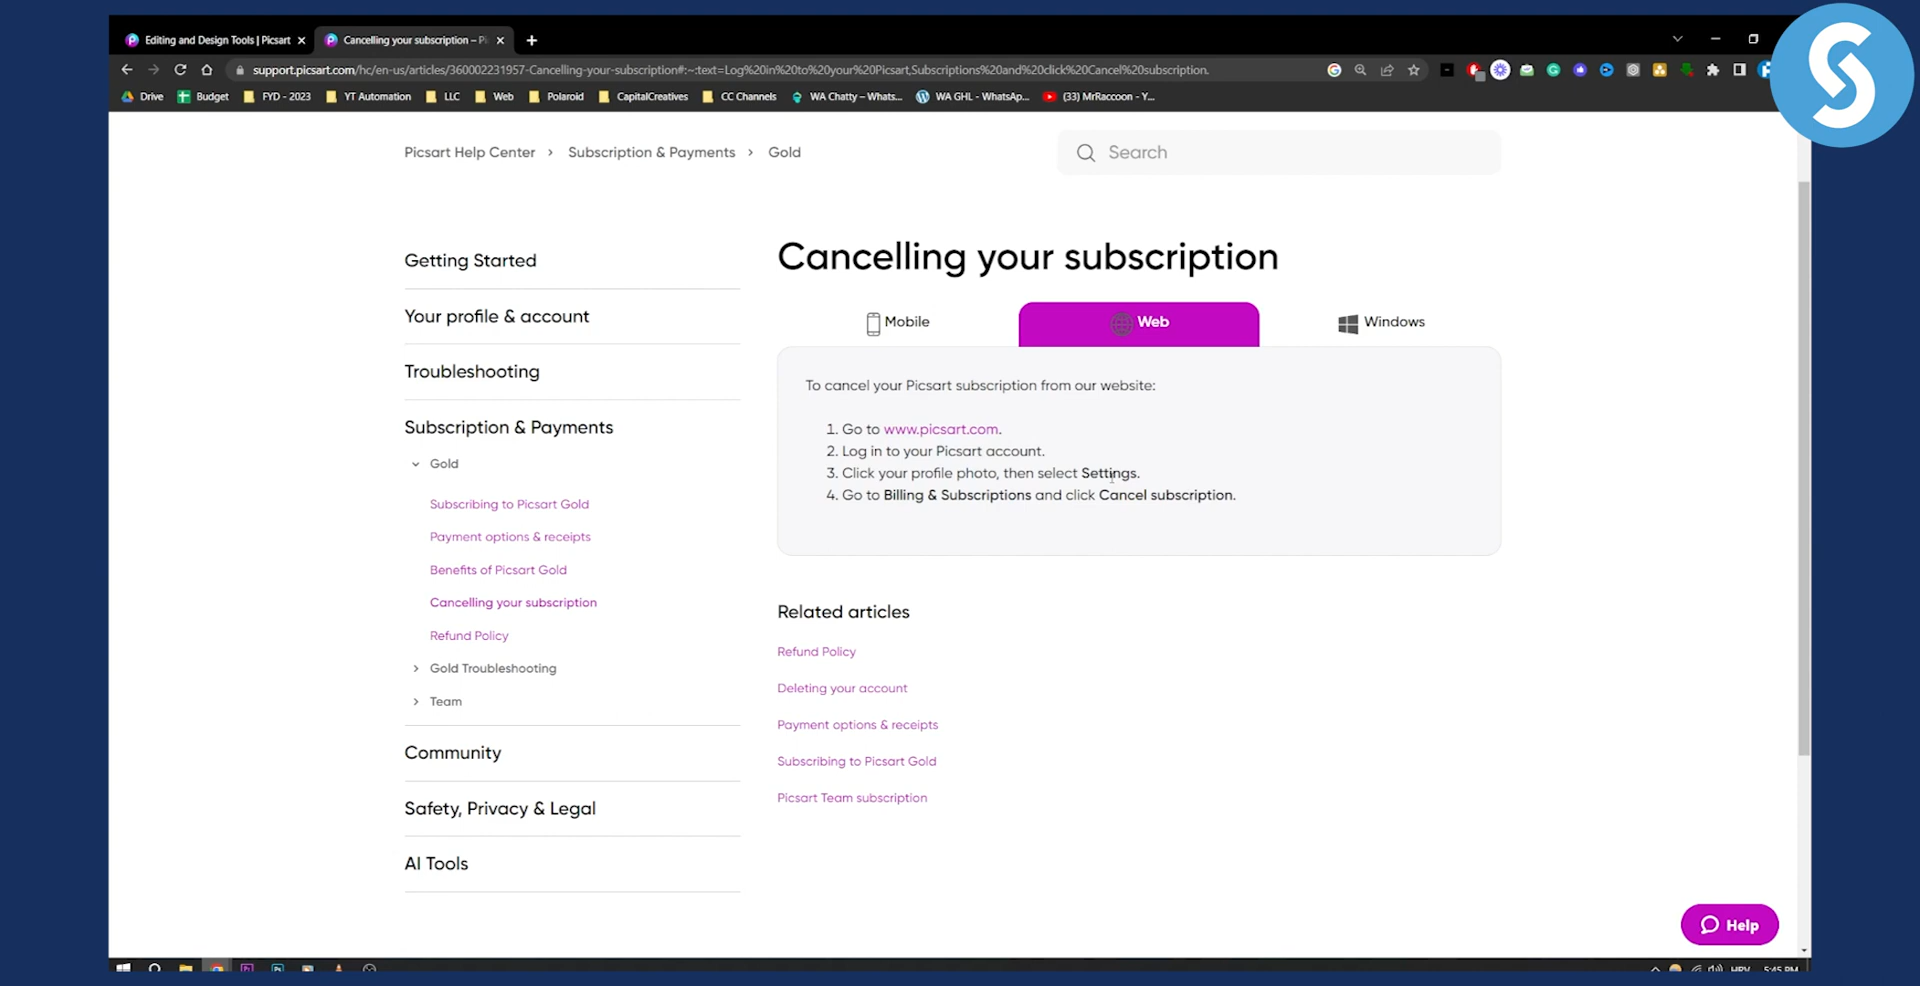 Editing and Design Tools | Picsart
Cancelling your subscription – Pi
support.picsart.com/hc/en-us/articles/360002231957-Cancelling-your-subscription#:~:text=Log%20in%20to%20your%20Picsart,Subscriptions%20and%20click%20Cancel%20subscription.
Drive Budget FYD - 2023 YT Automation LLC Web Polaroid CapitalCreatives CC Channels WA Chatty – Whats... WA GHL - WhatsAp... (33) MrRaccoon - Y...
Picsart Help Center > Subscription & Payments > Gold
Search
Getting Started
Your profile & account
Troubleshooting
Subscription & Payments
Gold
Subscribing to Picsart Gold
Payment options & receipts
Benefits of Picsart Gold
Cancelling your subscription
Refund Policy
Gold Troubleshooting
Team
Community
Safety, Privacy & Legal
AI Tools
Cancelling your subscription
Mobile Web Windows
To cancel your Picsart subscription from our website:
1. Go to www.picsart.com.
2. Log in to your Picsart account.
3. Click your profile photo, then select Settings.
4. Go to Billing & Subscriptions and click Cancel subscription.
Related articles
Refund Policy
Deleting your account
Payment options & receipts
Subscribing to Picsart Gold
Picsart Team subscription
Help
HRV 5:45 PM